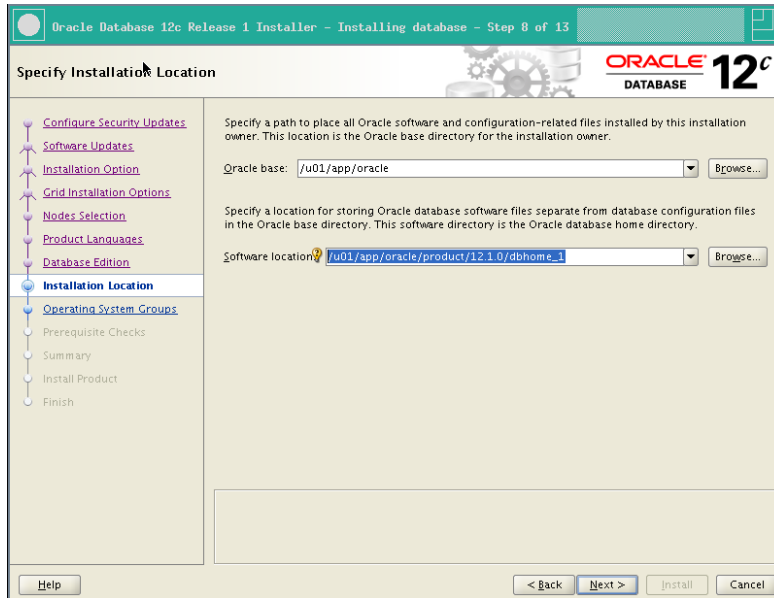 Oracle Database 12c Release 1 Installer - Installing database - Step 8 of 13
Specify Installation Location
ORACLE
DATABASE
12c
Configure Security Updates
Software Updates
Installation Option
Grid Installation Options
Nodes Selection
Product Languages
Database Edition
Installation Location
Operating System Groups
Prerequisite Checks
Summary
Install Product
Finish
Specify a path to place all Oracle software and configuration-related files installed by this installation
owner. This location is the Oracle base directory for the installation owner.
Oracle base: /u01/app/oracle Browse...
Specify a location for storing Oracle database software files separate from database configuration files
in the Oracle base directory. This software directory is the Oracle database home directory.
Software location: /u01/app/oracle/product/12.1.0/dbhome_1 Browse...
Help < Back Next > Install Cancel